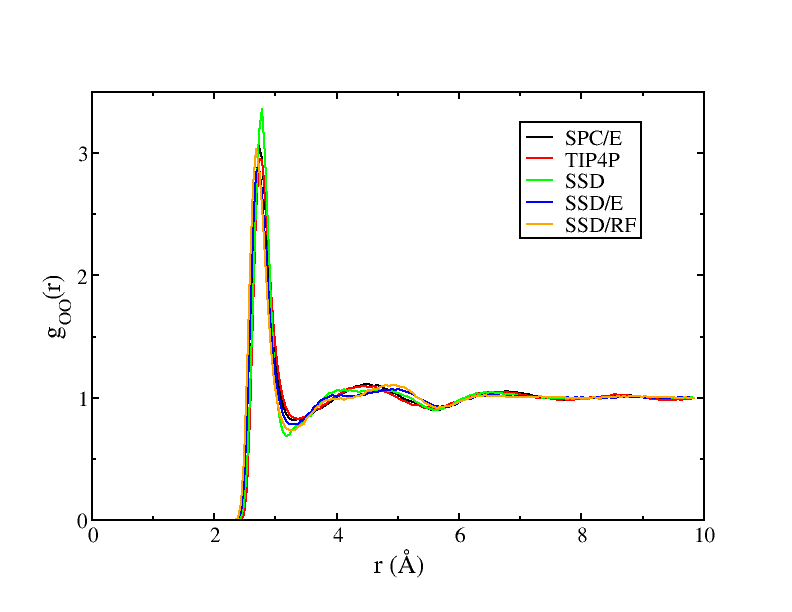 SPC/E
TIP4P
SSD
SSD/E
SSD/RF
3
2
1
0
g_OO(r)
0 2 4 6 8 10
r (Å)